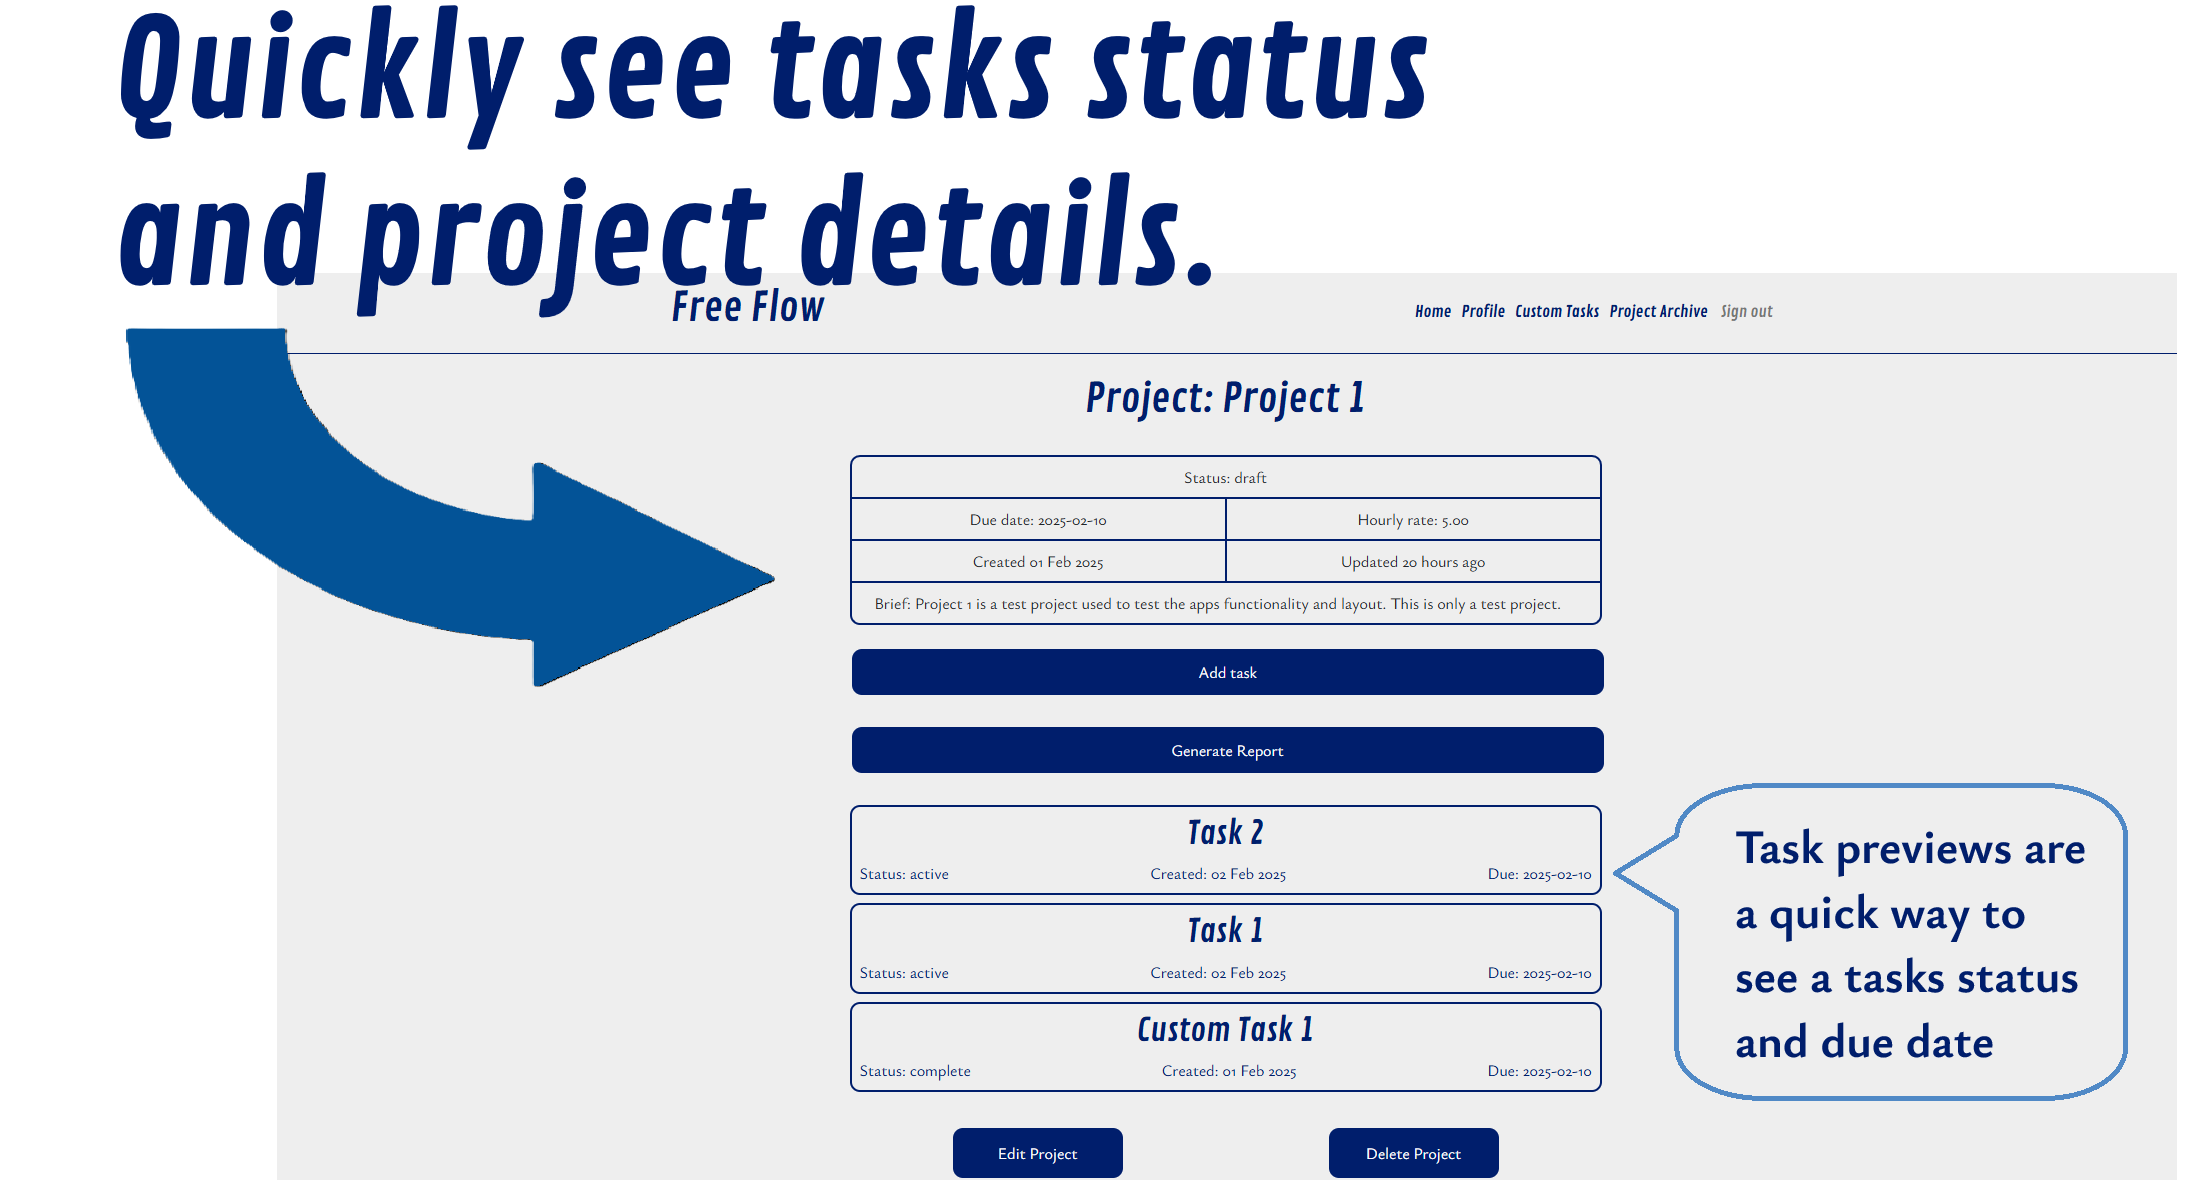 Quickly see tasks status
and project details.
Free Flow
Home Profile Custom Tasks Project Archive Sign out
Project: Project 1
Status: draft
Due date: 2025-02-10 Hourly rate: 5.00
Created 01 Feb 2025 Updated 20 hours ago
Brief: Project 1 is a test project used to test the apps functionality and layout. This is only a test project.
Add task
Generate Report
Task 2
Status: active Created: 02 Feb 2025 Due: 2025-02-10
Task 1
Status: active Created: 02 Feb 2025 Due: 2025-02-10
Custom Task 1
Status: complete Created: 01 Feb 2025 Due: 2025-02-10
Task previews are
a quick way to
see a tasks status
and due date
Edit Project Delete Project